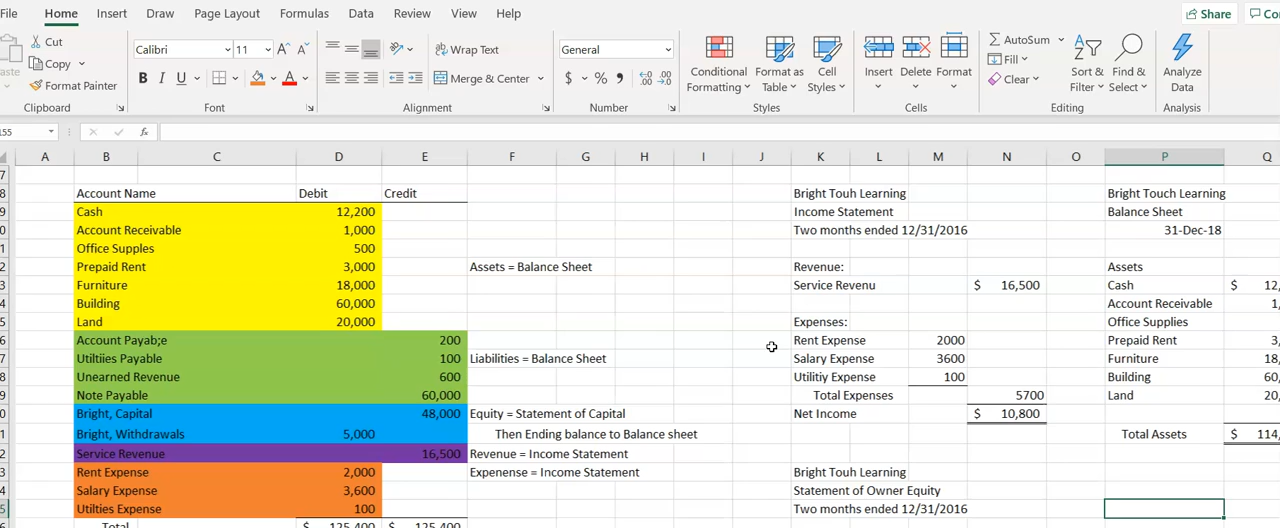 File Home Insert Draw Page Layout Formulas Data Review View Help Share
Cut
Copy
Format Painter
Clipboard
Calibri 11 A A
B I U A
Font
Wrap Text
Merge & Center
Alignment
General
$ % ,
Number
Conditional Formatting Format as Table Cell Styles
Styles
Insert Delete Format
Cells
AutoSum
Fill
Clear
Sort & Filter Find & Select
Editing
Analyze Data
Analysis
fx
A B C D E F G H I J K L M N O P Q
Account Name Debit Credit Bright Touh Learning Bright Touch Learning
Cash 12,200 Income Statement Balance Sheet
Account Receivable 1,000 Two months ended 12/31/2016 31-Dec-18
Office Supples 500
Prepaid Rent 3,000 Assets = Balance Sheet Revenue: Assets
Furniture 18,000 Service Revenu $ 16,500 Cash $
Building 60,000 Account Receivable
Land 20,000 Expenses: Office Supplies
Account Payab;e 200 Rent Expense 2000 Prepaid Rent
Utiltiies Payable 100 Liabilities = Balance Sheet Salary Expense 3600 Furniture
Unearned Revenue 600 Utilitiy Expense 100 Building
Note Payable 60,000 Total Expenses 5700 Land
Bright, Capital 48,000 Equity = Statement of Capital Net Income $ 10,800
Bright, Withdrawals 5,000 Then Ending balance to Balance sheet Total Assets $
Service Revenue 16,500 Revenue = Income Statement
Rent Expense 2,000 Expenense = Income Statement Bright Touh Learning
Salary Expense 3,600 Statement of Owner Equity
Utilties Expense 100 Two months ended 12/31/2016
Total $ 125,400 $ 125,400